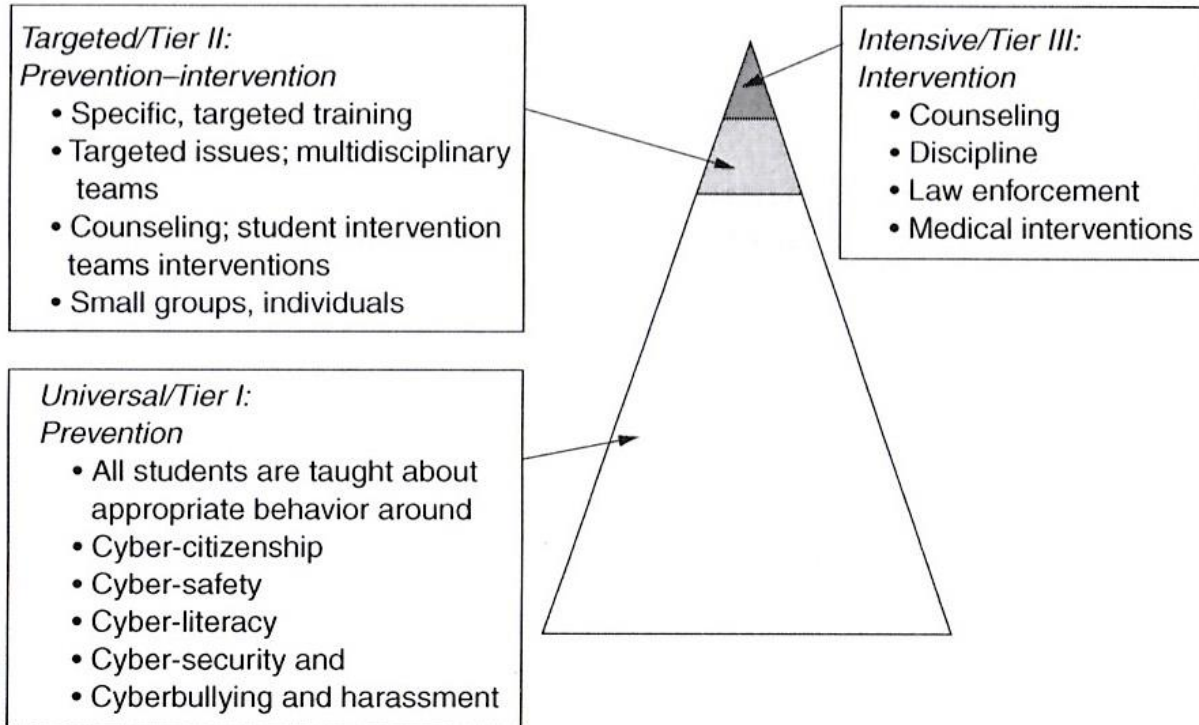 Targeted/Tier II:
Prevention–intervention
• Specific, targeted training
• Targeted issues; multidisciplinary
teams
• Counseling; student intervention
teams interventions
• Small groups, individuals
Intensive/Tier III:
Intervention
• Counseling
• Discipline
• Law enforcement
• Medical interventions
Universal/Tier I:
Prevention
• All students are taught about
appropriate behavior around
• Cyber-citizenship
• Cyber-safety
• Cyber-literacy
• Cyber-security and
• Cyberbullying and harassment